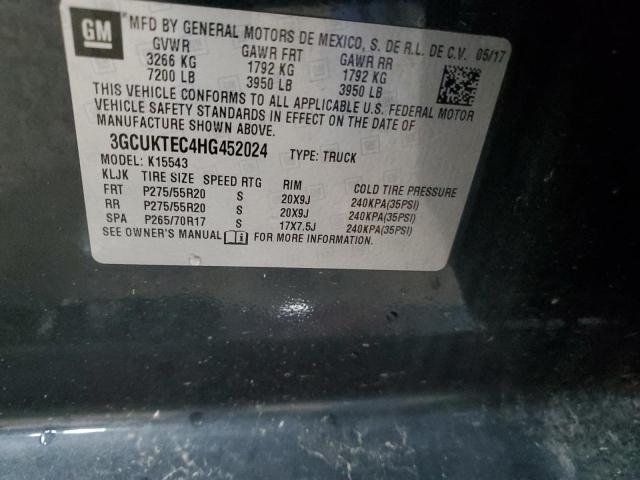 GM
MFD BY GENERAL MOTORS DE MEXICO, S. DE R.L. DE C.V. 05/17
GVWR GAWR FRT GAWR RR
3266 KG 1792 KG 1792 KG
7200 LB 3950 LB 3950 LB
THIS VEHICLE CONFORMS TO ALL APPLICABLE U.S. FEDERAL MOTOR
VEHICLE SAFETY STANDARDS IN EFFECT ON THE DATE OF
MANUFACTURE SHOWN ABOVE.
3GCUKTEC4HG452024 TYPE: TRUCK
MODEL: K15543
KLJK TIRE SIZE SPEED RTG RIM COLD TIRE PRESSURE
FRT P275/55R20 S 20X9J 240KPA(35PSI)
RR P275/55R20 S 20X9J 240KPA(35PSI)
SPA P265/70R17 S 17X7.5J 240KPA(35PSI)
SEE OWNER'S MANUAL FOR MORE INFORMATION.